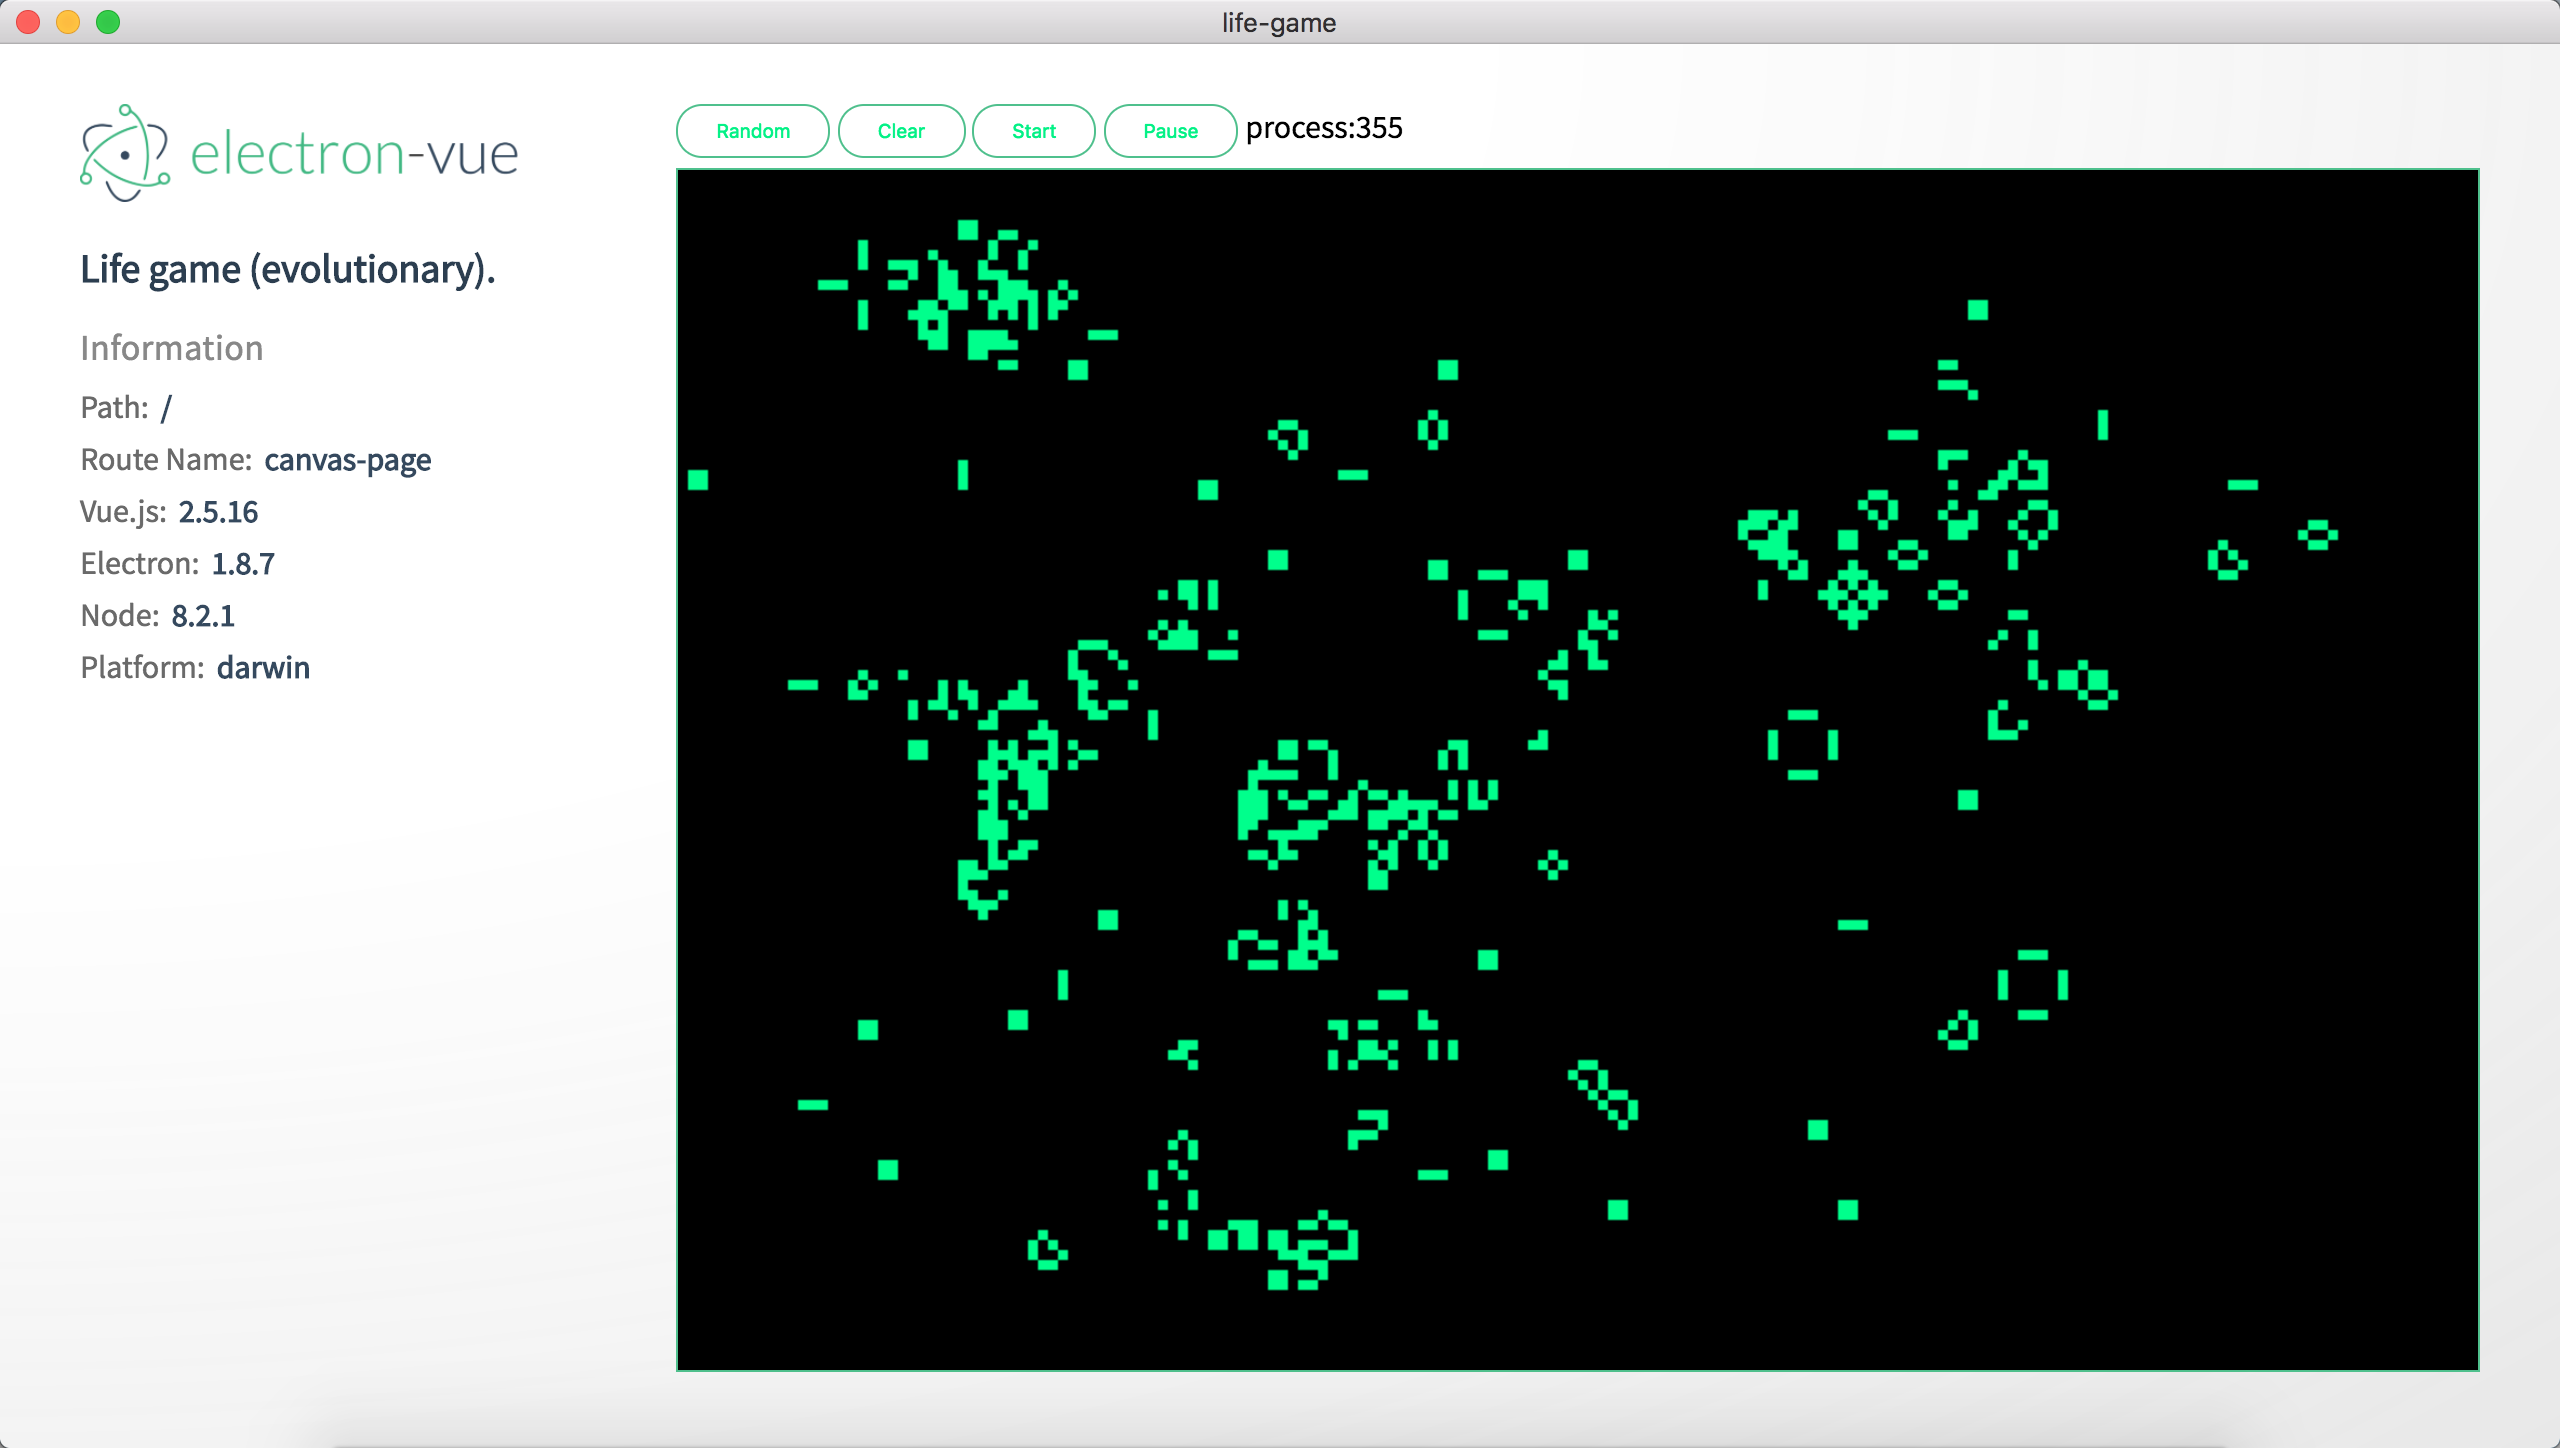 life-game
electron-vue
Life game (evolutionary).
Information
Path: /
Route Name: canvas-page
Vue.js: 2.5.16
Electron: 1.8.7
Node: 8.2.1
Platform: darwin
Random Clear Start Pause process:355